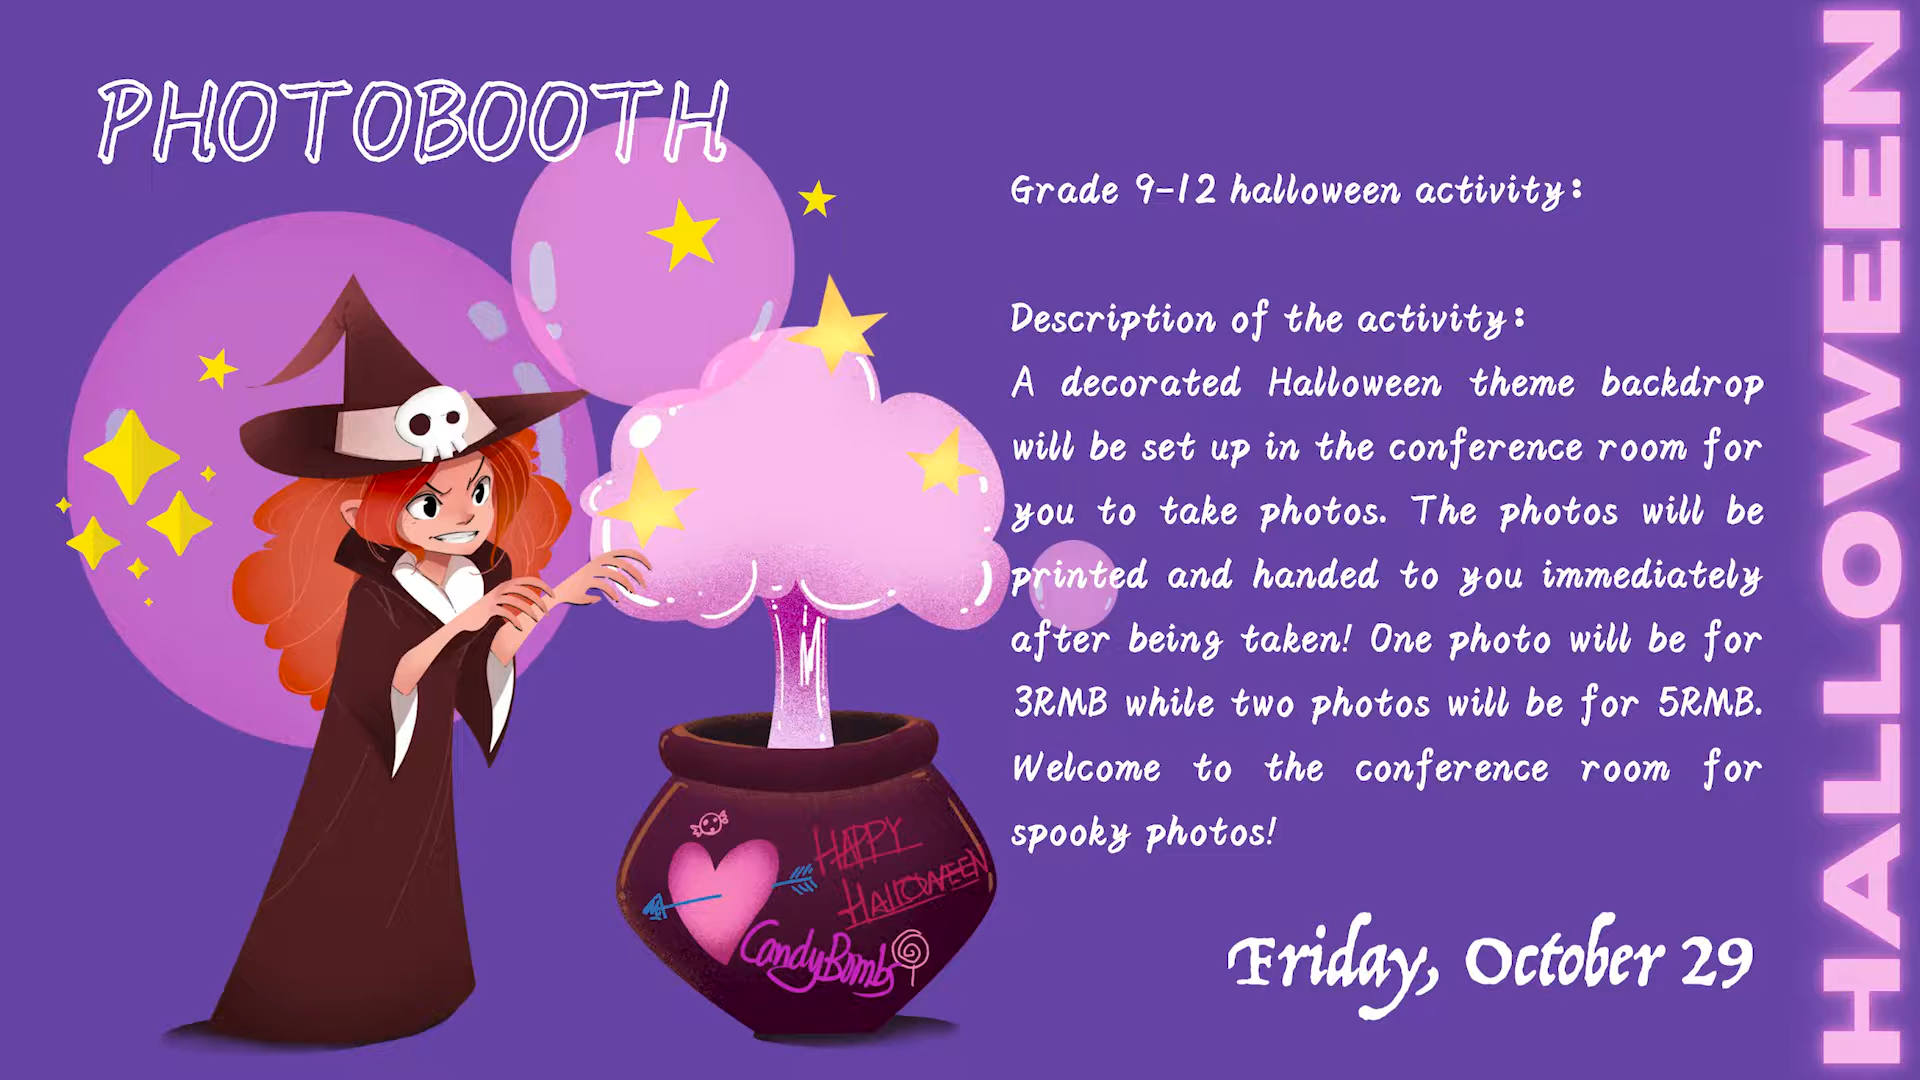 PHOTOBOOTH
Grade 9-12 halloween activity:
Description of the activity:
A decorated Halloween theme backdrop
will be set up in the conference room for
you to take photos. The photos will be
printed and handed to you immediately
after being taken! One photo will be for
3RMB while two photos will be for 5RMB.
Welcome to the conference room for
spooky photos!
Friday, October 29
HAPPY
HALLOWEEN
CandyBombs
HALLOWEEN